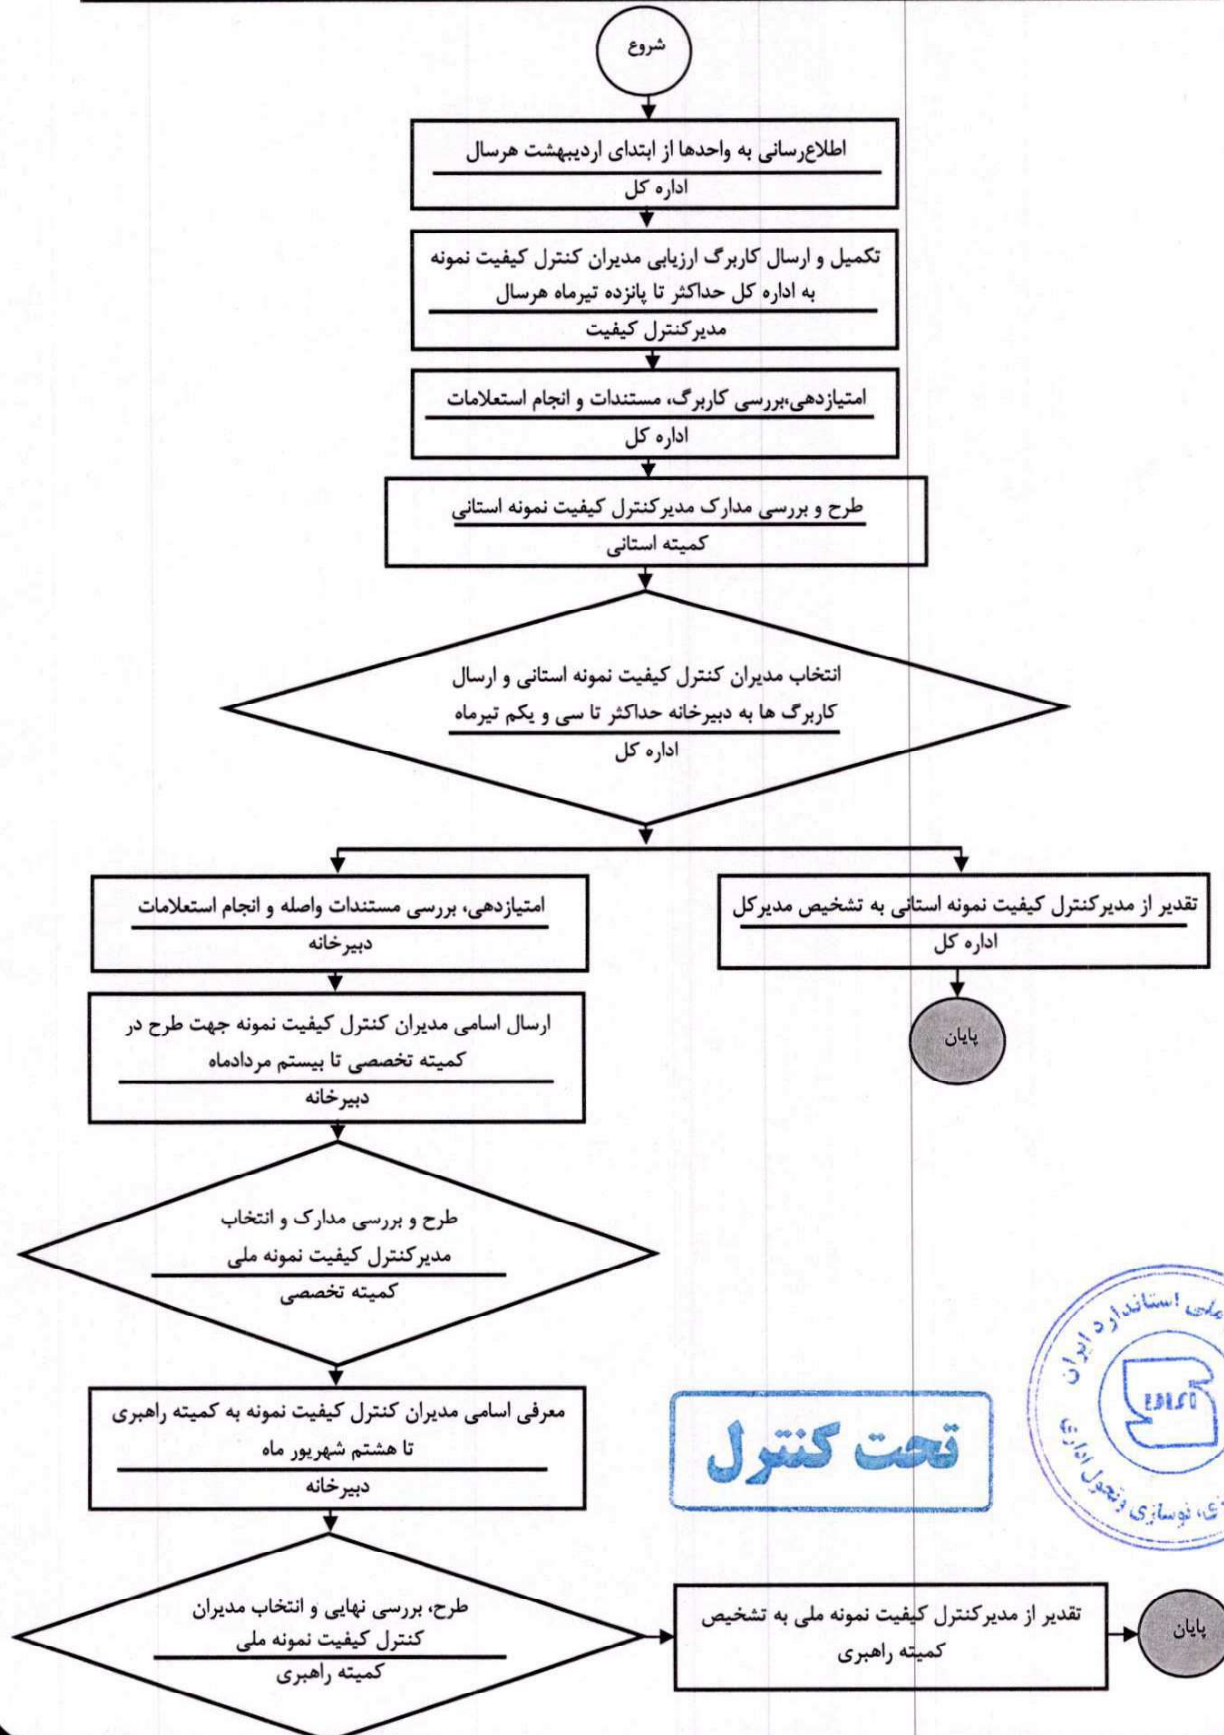 شروع
اطلاع‌رسانی به واحدها از ابتدای اردیبهشت هرسال
اداره کل
تکمیل و ارسال کاربرگ ارزیابی مدیران کنترل کیفیت نمونه
به اداره کل حداکثر تا پانزده تیرماه هرسال
مدیرکنترل کیفیت
امتیازدهی،بررسی کاربرگ، مستندات و انجام استعلامات
اداره کل
طرح و بررسی مدارک مدیرکنترل کیفیت نمونه استانی
کمیته استانی
انتخاب مدیران کنترل کیفیت نمونه استانی و ارسال
کاربرگ ها به دبیرخانه حداکثر تا سی و یکم تیرماه
اداره کل
تقدیر از مدیرکنترل کیفیت نمونه استانی به تشخیص مدیرکل
اداره کل
پایان
امتیازدهی، بررسی مستندات واصله و انجام استعلامات
دبیرخانه
ارسال اسامی مدیران کنترل کیفیت نمونه جهت طرح در
کمیته تخصصی تا بیستم مردادماه
دبیرخانه
طرح و بررسی مدارک و انتخاب
مدیرکنترل کیفیت نمونه ملی
کمیته تخصصی
معرفی اسامی مدیران کنترل کیفیت نمونه به کمیته راهبری
تا هشتم شهریور ماه
دبیرخانه
طرح، بررسی نهایی و انتخاب مدیران
کنترل کیفیت نمونه ملی
کمیته راهبری
تقدیر از مدیرکنترل کیفیت نمونه ملی به تشخیص
کمیته راهبری
پایان
تحت کنترل
ملی استاندارد ایران
نوسازی وتحول اداری